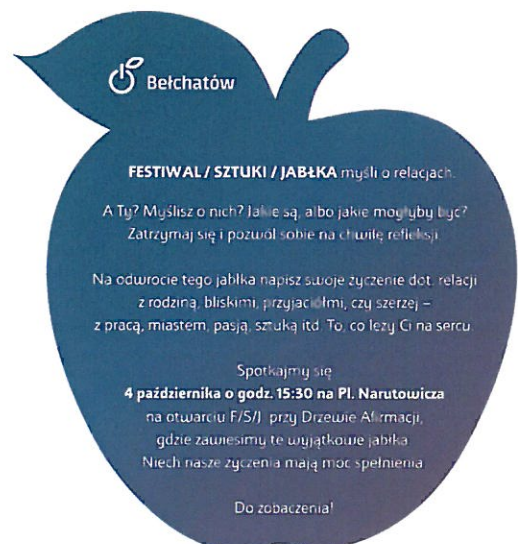 Bełchatów
FESTIWAL / SZTUKI / JABŁKA myśli o relacjach.
A Ty? Myślisz o nich? Jakie są, albo jakie mogłyby być?
Zatrzymaj się i pozwól sobie na chwilę refleksji
Na odwrocie tego jabłka napisz swoje życzenie dot. relacji
z rodziną, bliskimi, przyjaciółmi, czy szerzej –
z pracą, miastem, pasją, sztuką itd. To, co leży Ci na sercu.
Spotkajmy się
4 października o godz. 15:30 na Pl. Narutowicza
na otwarciu F/S/J przy Drzewie Afirmacji,
gdzie zawiesimy te wyjątkowe jabłka
Niech nasze życzenia mają moc spełnienia
Do zobaczenia!